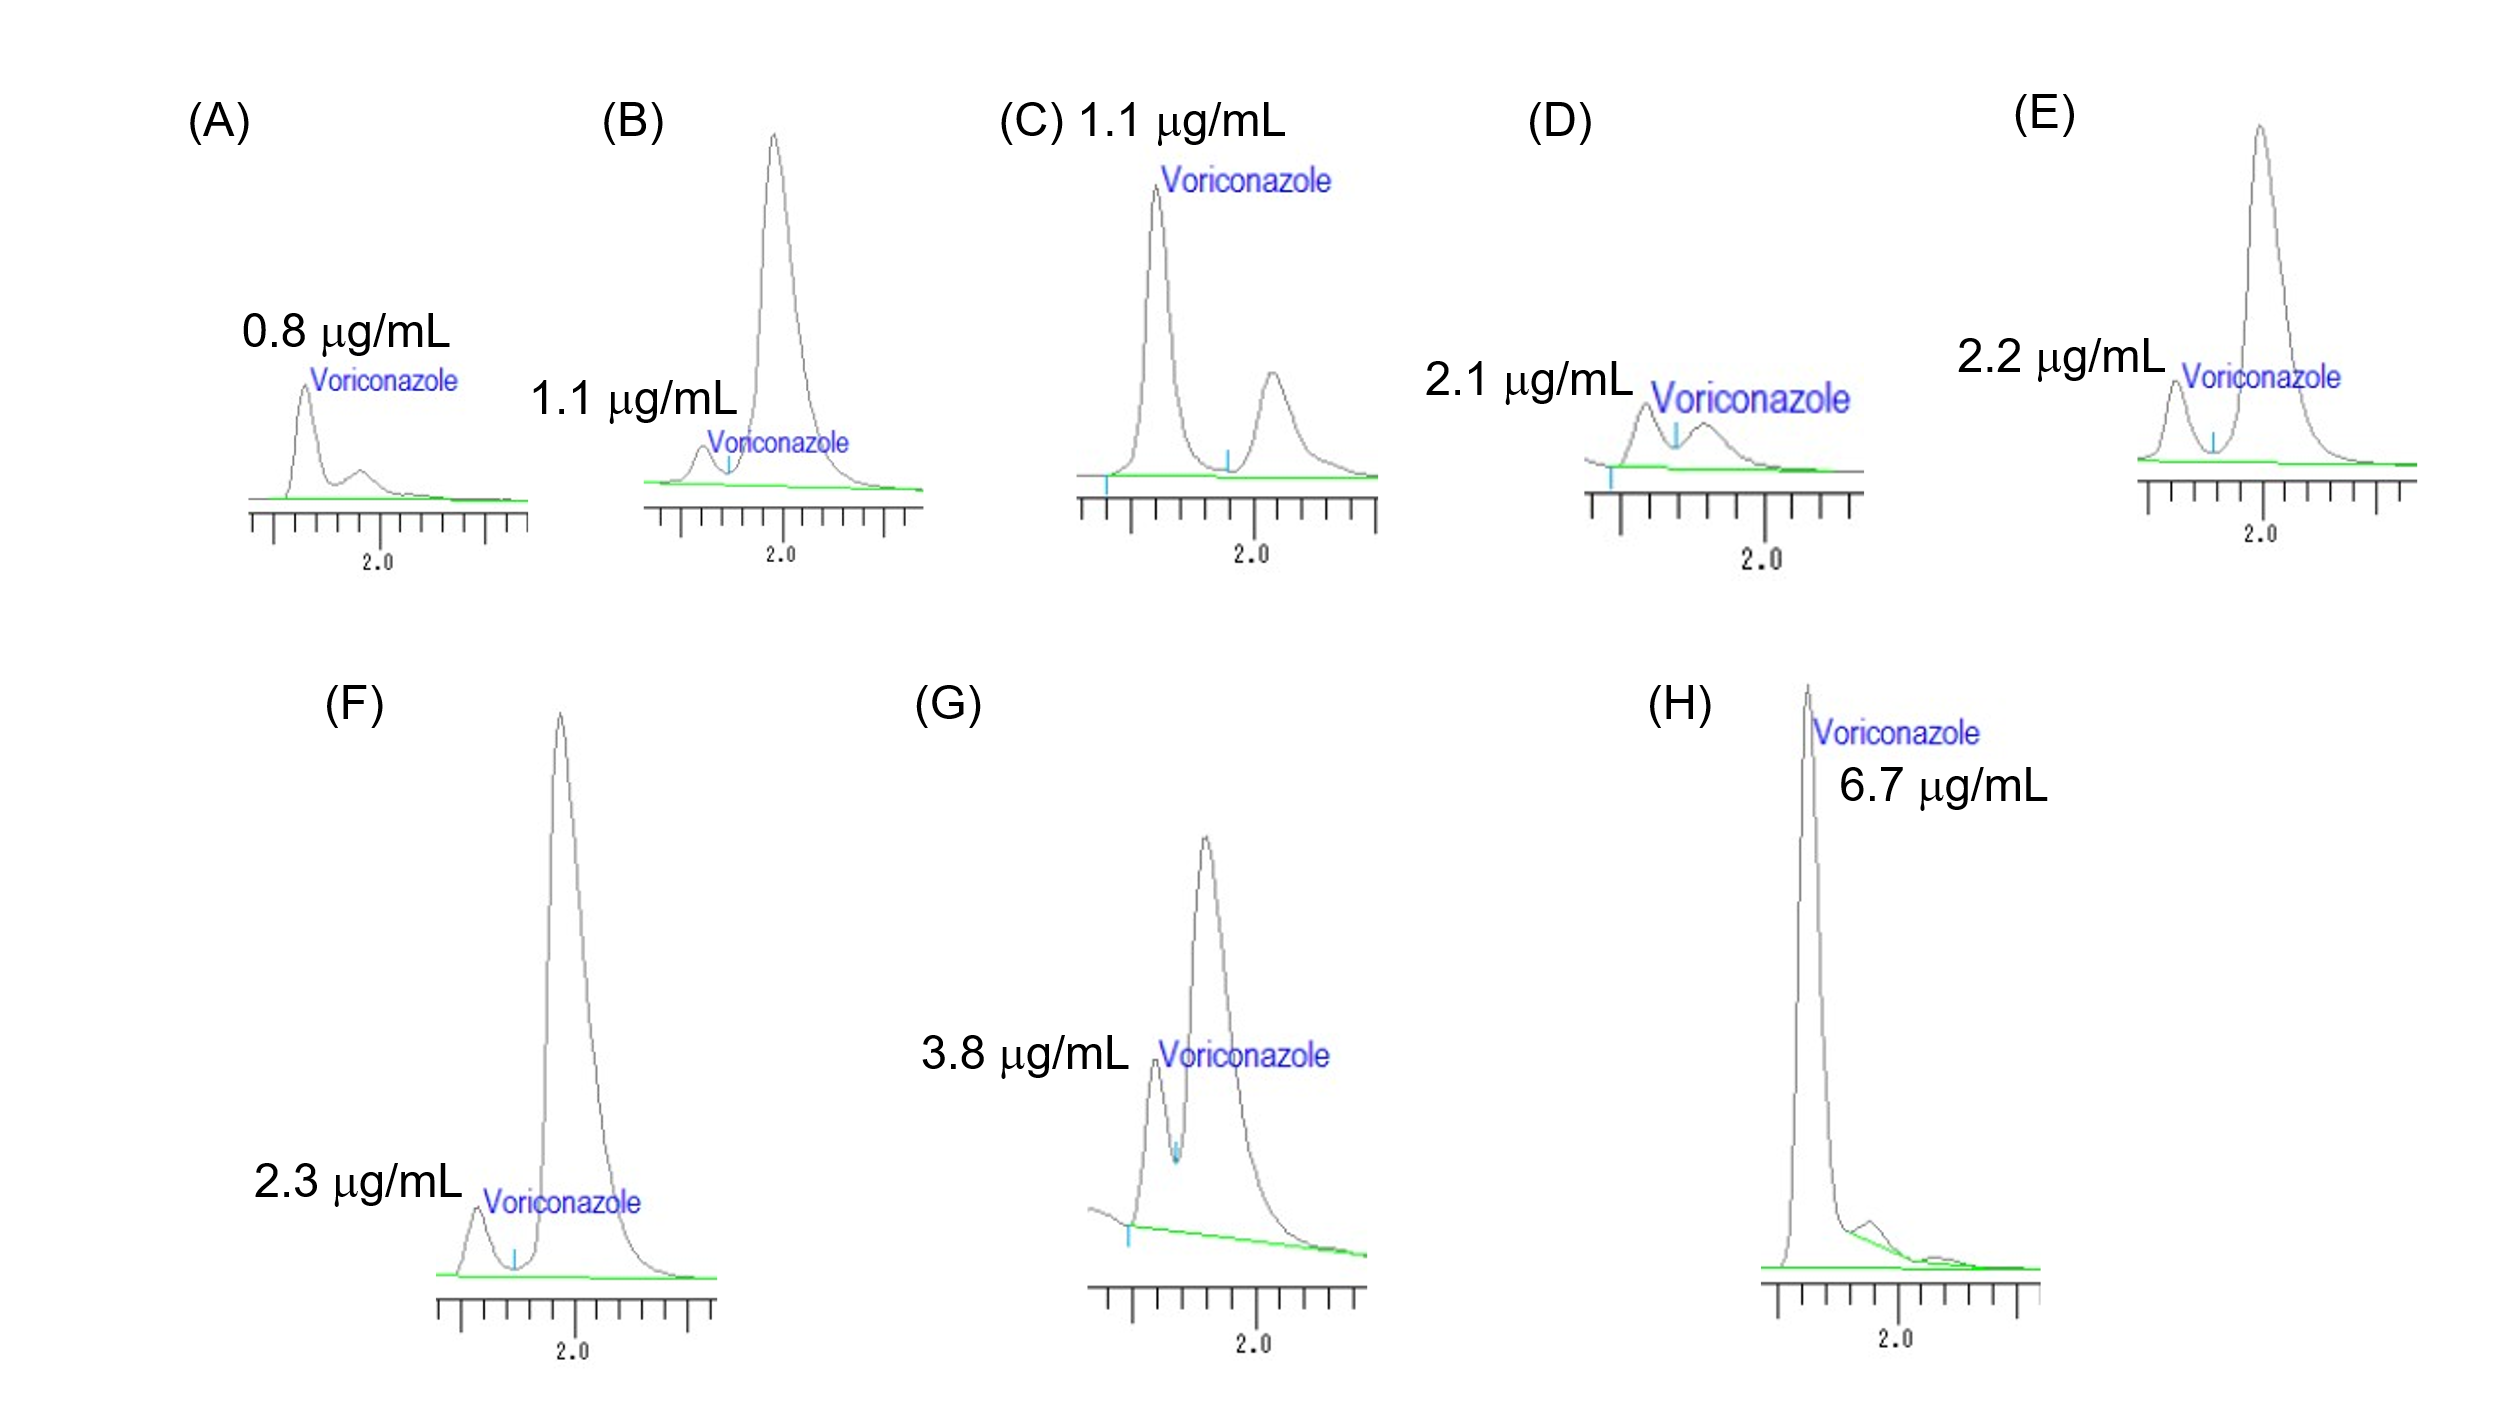 (A)
0.8 μg/mL
Voriconazole
2.0
(B)
1.1 μg/mL
Voriconazole
2.0
(C) 1.1 μg/mL
Voriconazole
2.0
(D)
2.1 μg/mL
Voriconazole
2.0
(E)
2.2 μg/mL
Voriconazole
2.0
(F)
2.3 μg/mL
Voriconazole
2.0
(G)
3.8 μg/mL
Voriconazole
2.0
(H)
Voriconazole
6.7 μg/mL
2.0